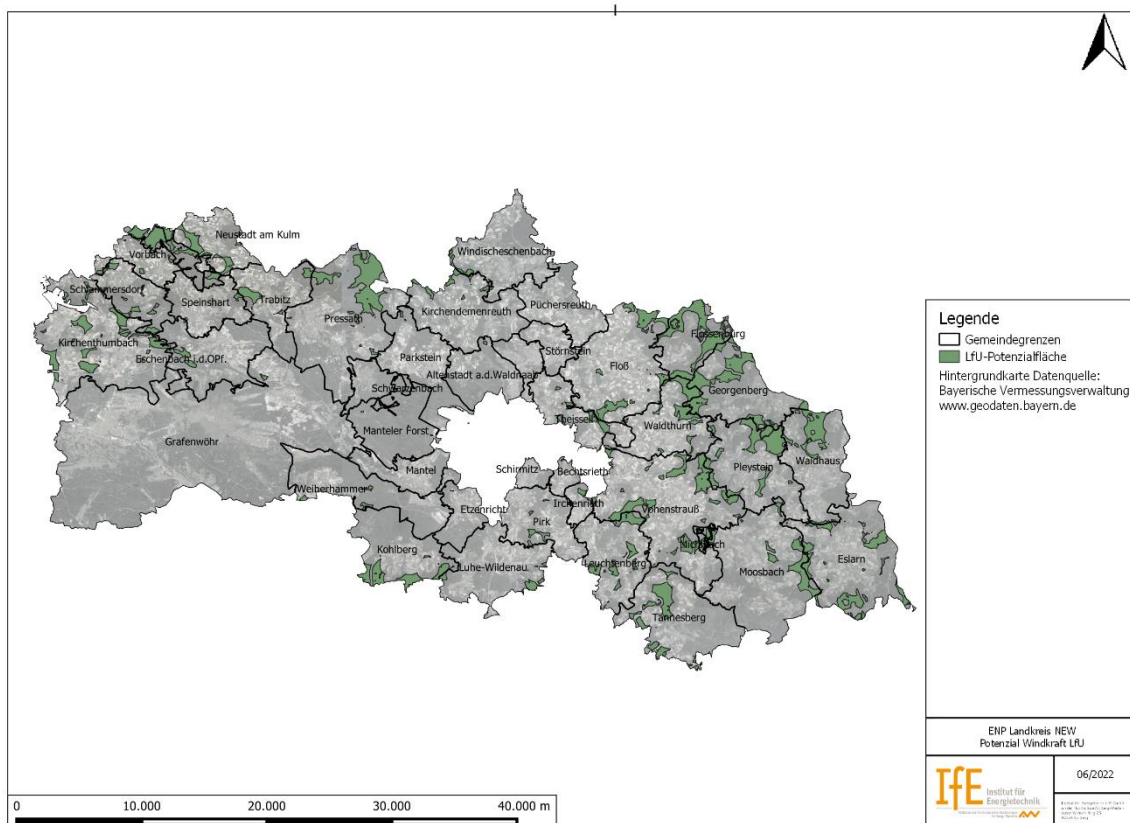 Neustadt am Kulm
Windischeschenbach
Vorbach
Schlammersdorf
Speinshart
Trabitz
Püchersreuth
Kirchendemenreuth
Pressath
Flossenbürg
Kirchenthumbach
Eschenbach i.d.OPf.
Parkstein
Störnstein
Floß
Altenstadt a.d.Waldnaab
Schwarzenbach
Georgenberg
Theisseil
Waldthurn
Manteler Forst
Grafenwöhr
Waidhaus
Mantel
Schirmitz
Bechtsrieth
Pleystein
Weiherhammer
Irchenrieth
Etzenricht
Vohenstrauß
Pirk
Kohlberg
Eslarn
Luhe-Wildenau
Leuchtenberg
Moosbach
Tännesberg
Legende
Gemeindegrenzen
LfU-Potenzialfläche
Hintergrundkarte Datenquelle:
Bayerische Vermessungsverwaltung
www.geodaten.bayern.de
ENP Landkreis NEW
Potenzial Windkraft LfU
IfE Institut für
Energietechnik
06/2022
0 10.000 20.000 30.000 40.000 m